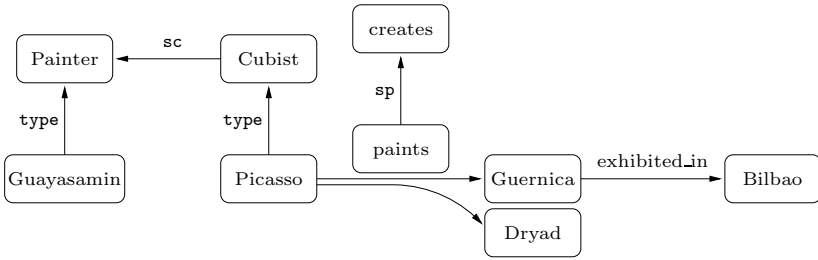 creates
sc
Painter
Cubist
sp
type
type
paints
exhibited_in
Guayasamin
Picasso
Guernica
Bilbao
Dryad